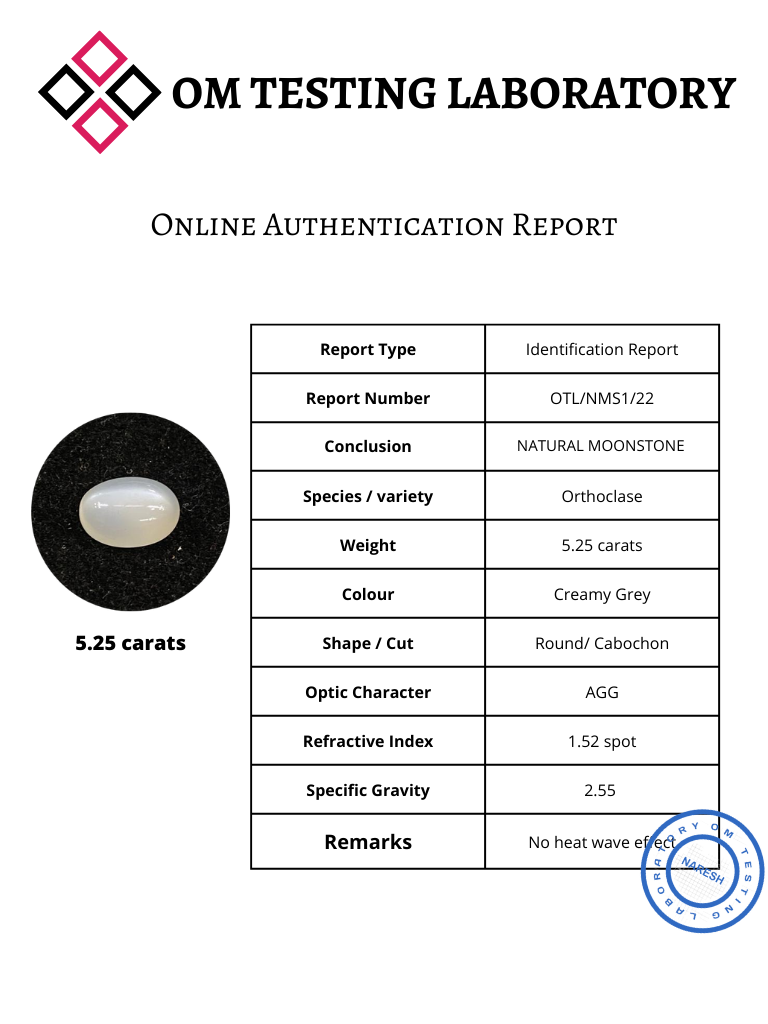 OM TESTING LABORATORY
ONLINE AUTHENTICATION REPORT
Report Type Identification Report
Report Number OTL/NMS1/22
Conclusion NATURAL MOONSTONE
Species / variety Orthoclase
Weight 5.25 carats
Colour Creamy Grey
Shape / Cut Round/ Cabochon
Optic Character AGG
Refractive Index 1.52 spot
Specific Gravity 2.55
Remarks No heat wave effect
5.25 carats
OM TESTING LABORATORY
NARESH